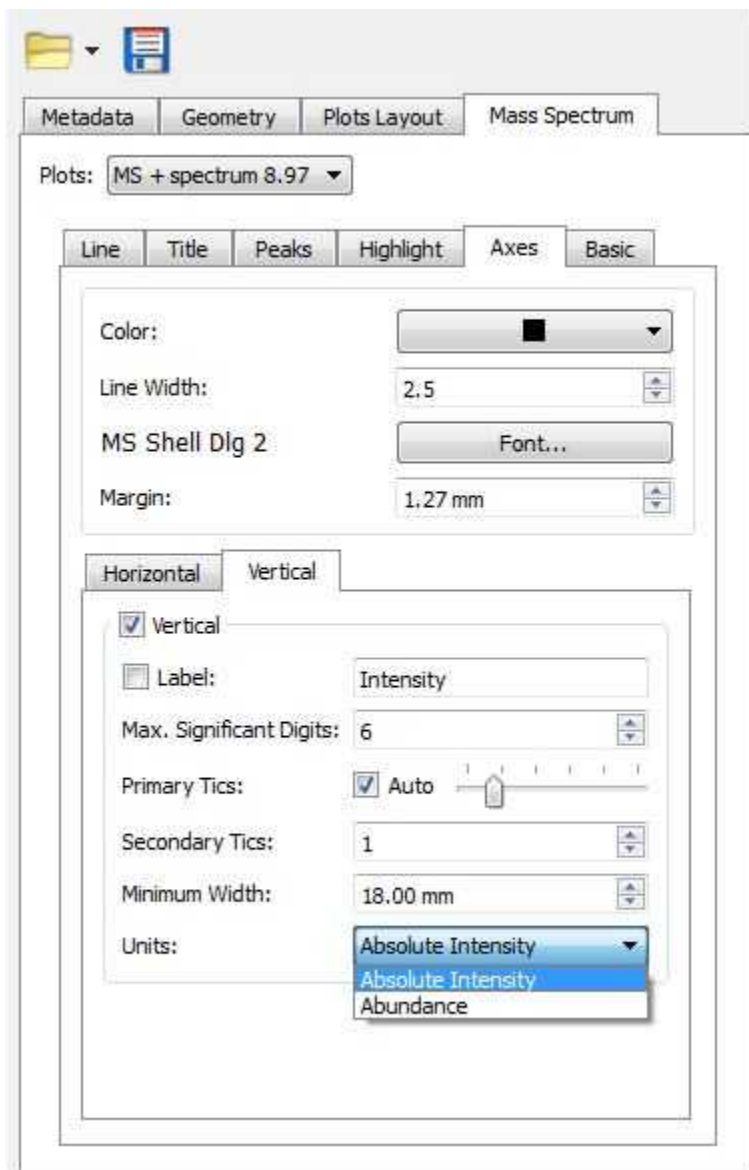 Metadata Geometry Plots Layout Mass Spectrum
Plots: MS + spectrum 8.97
Line Title Peaks Highlight Axes Basic
Color:
Line Width: 2.5
MS Shell Dlg 2 Font...
Margin: 1.27 mm
Horizontal Vertical
Vertical
Label: Intensity
Max. Significant Digits: 6
Primary Tics: Auto
Secondary Tics: 1
Minimum Width: 18.00 mm
Units: Absolute Intensity
Absolute Intensity
Abundance